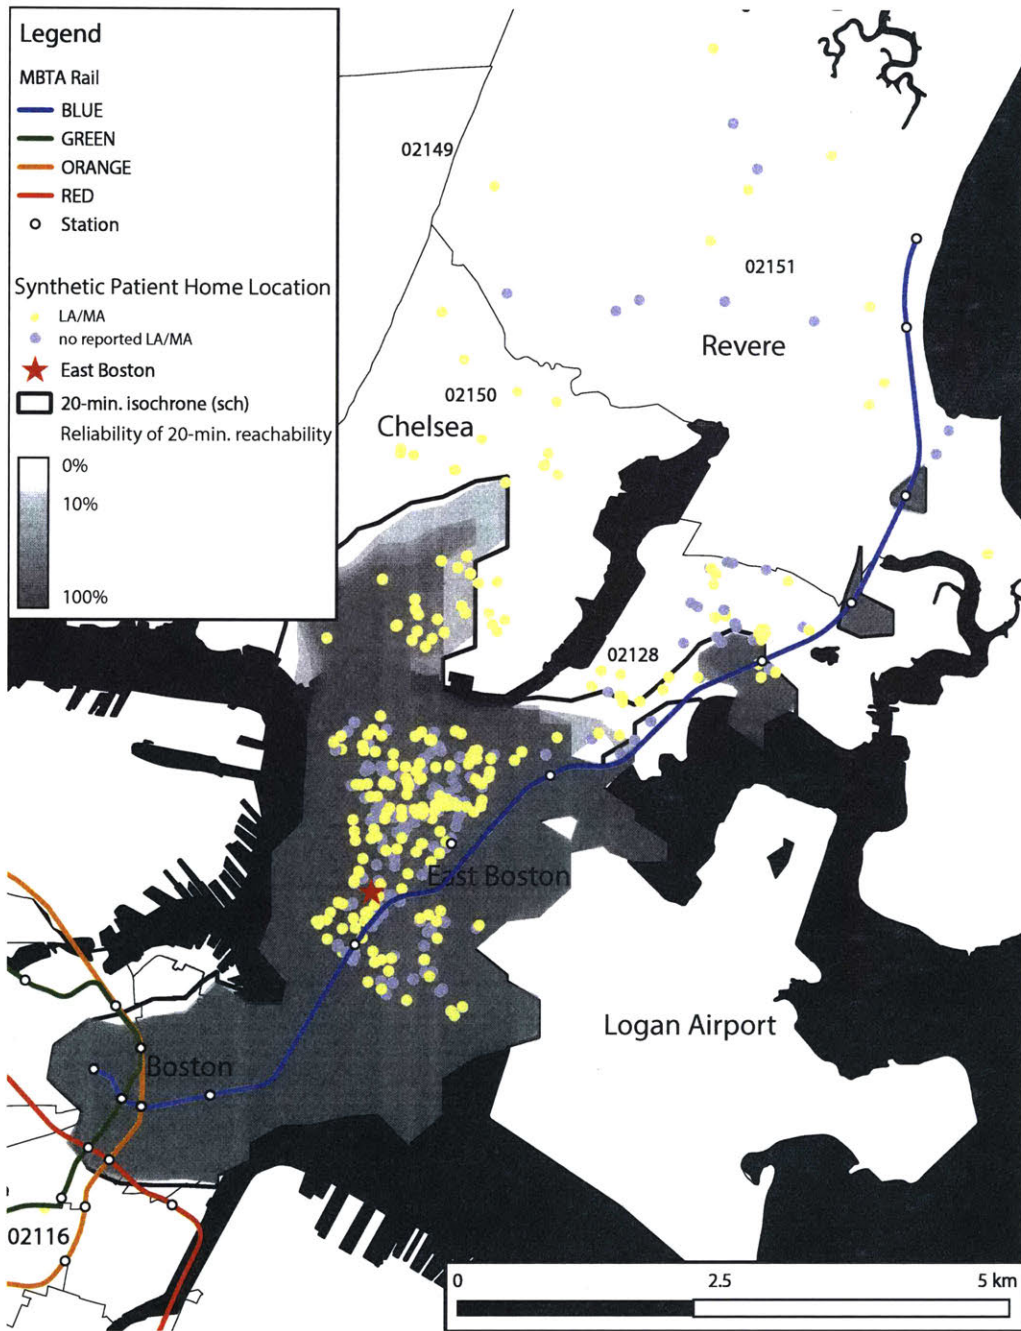 Legend
MBTA Rail
BLUE
GREEN
ORANGE
RED
Station
Synthetic Patient Home Location
LA/MA
no reported LA/MA
East Boston
20-min. isochrone (sch)
Reliability of 20-min. reachability
0%
10%
100%
02149
02151
Revere
02150
Chelsea
02128
East Boston
Logan Airport
Boston
02116
0 2.5 5 km